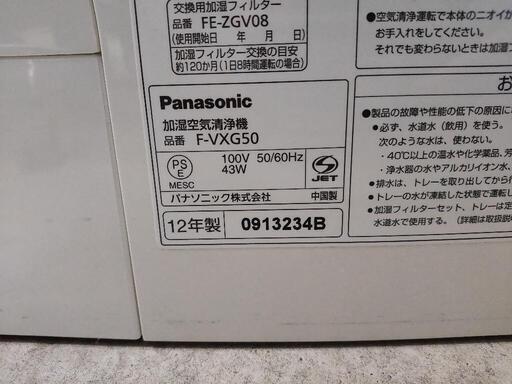 交換用加湿フィルター
品番 FE-ZGV08
(使用開始日 年 月 日)
加湿フィルター交換の目安
約120か月(1日8時間運転の場合)
Panasonic
加湿空気清浄機
品番 F-VXG50
PS
E
MESC
100V 50/60Hz
43W
S
JET
パナソニック株式会社 中国製
12年製 0913234B
●空気清浄運転で本体のニオイが
お手入れをしてください。
それでも変わらないときは加湿フ
お
●製品の故障や性能の低下の原因に
• 必ず、水道水(飲用)を使う。
次のような水は、使わない。
・40℃以上の温水や化学薬品、芳
・浄水器の水やアルカリイオン水、
• 排水は、トレーを取り出してから
• トレーの水が凍結した状態で運転し
• 加湿フィルターセット、トレーは定
水道水で使用する。(詳細は取扱説